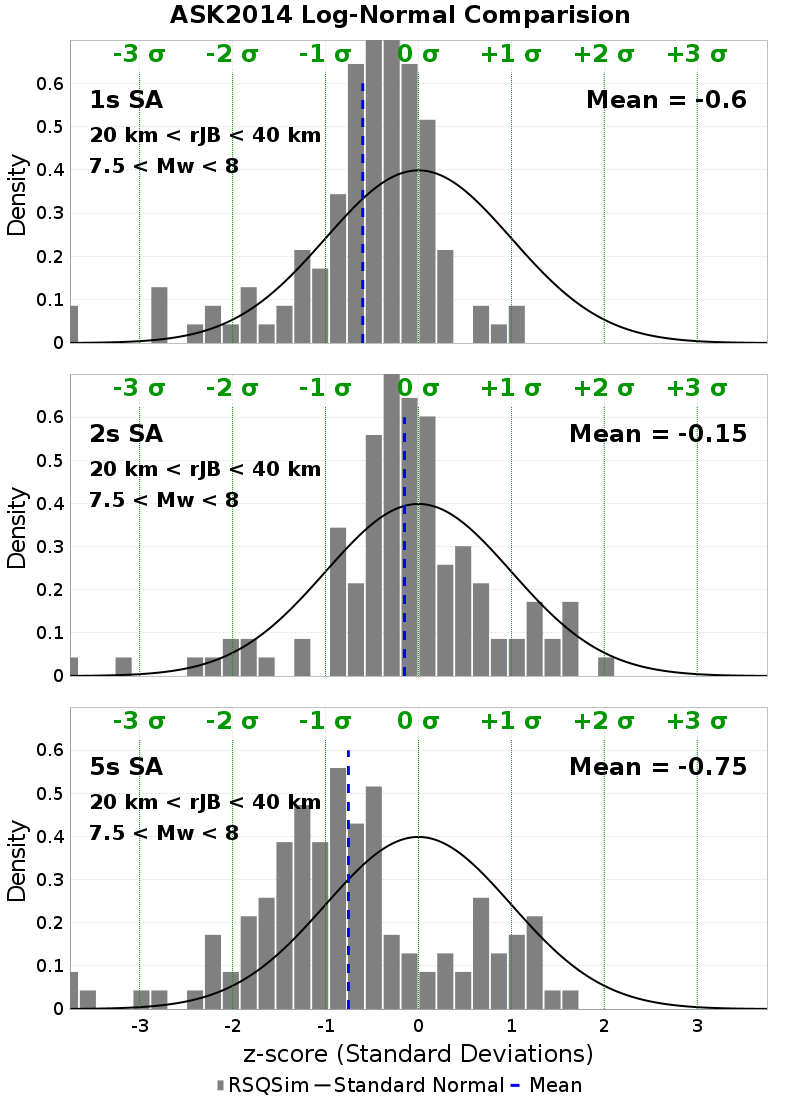 ASK2014 Log-Normal Comparision
-3 σ -2 σ -1 σ 0 σ +1 σ +2 σ +3 σ
1s SA
Mean = -0.6
20 km < rJB < 40 km
7.5 < Mw < 8
Density
0.6
0.5
0.4
0.3
0.2
0.1
0
-3 σ -2 σ -1 σ 0 σ +1 σ +2 σ +3 σ
2s SA
Mean = -0.15
20 km < rJB < 40 km
7.5 < Mw < 8
Density
0.6
0.5
0.4
0.3
0.2
0.1
0
-3 σ -2 σ -1 σ 0 σ +1 σ +2 σ +3 σ
5s SA
Mean = -0.75
20 km < rJB < 40 km
7.5 < Mw < 8
Density
0.6
0.5
0.4
0.3
0.2
0.1
0
-3 -2 -1 0 1 2 3
z-score (Standard Deviations)
RSQSim Standard Normal Mean